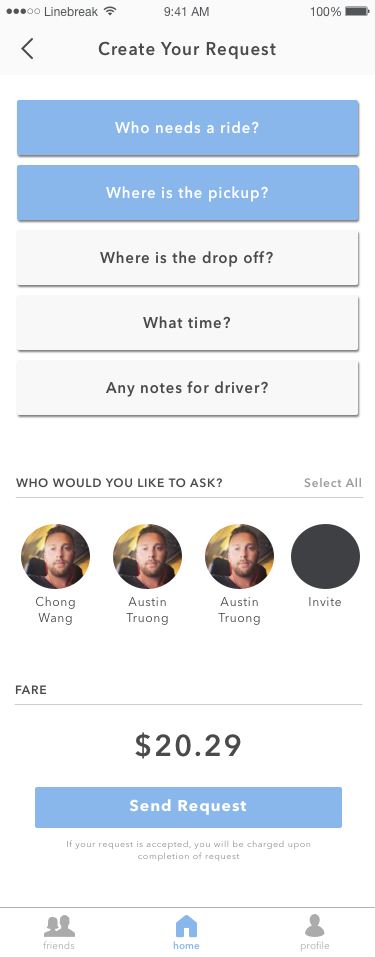 Linebreak 9:41 AM 100%
Create Your Request
Who needs a ride?
Where is the pickup?
Where is the drop off?
What time?
Any notes for driver?
WHO WOULD YOU LIKE TO ASK? Select All
Chong Wang
Austin Truong
Austin Truong
Invite
FARE
$20.29
Send Request
If your request is accepted, you will be charged upon
completion of request
friends home profile